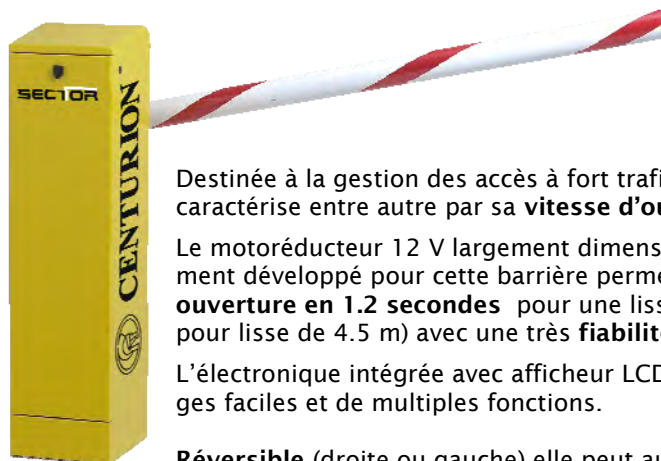 SECTOR
CENTURION
Destinée à la gestion des accès à fort trafi
caractérise entre autre par sa vitesse d'ou
Le motoréducteur 12 V largement dimens
ment développé pour cette barrière perme
ouverture en 1.2 secondes pour une liss
pour lisse de 4.5 m) avec une très fiabilité
L'électronique intégrée avec afficheur LCD
ges faciles et de multiples fonctions.
Réversible (droite ou gauche) elle peut au